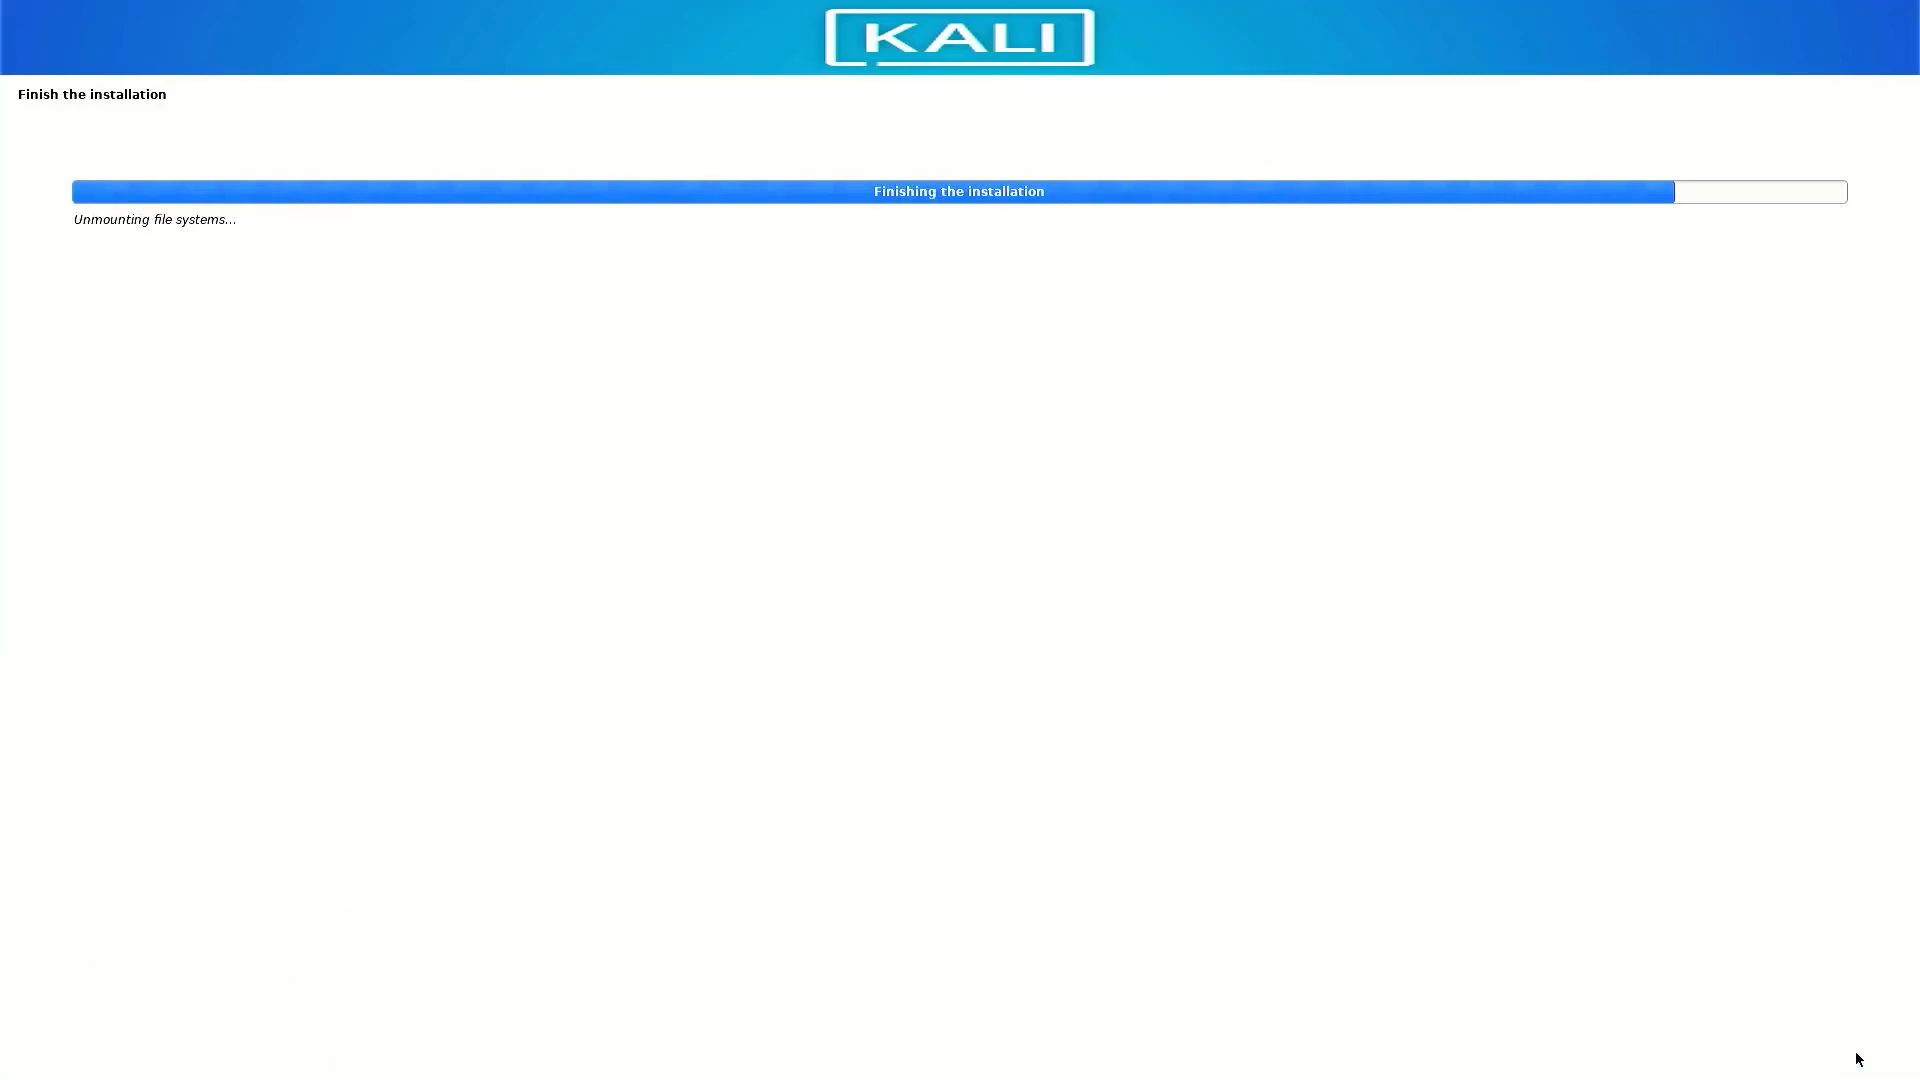 KALI
Finish the installation
Finishing the installation
Unmounting file systems...